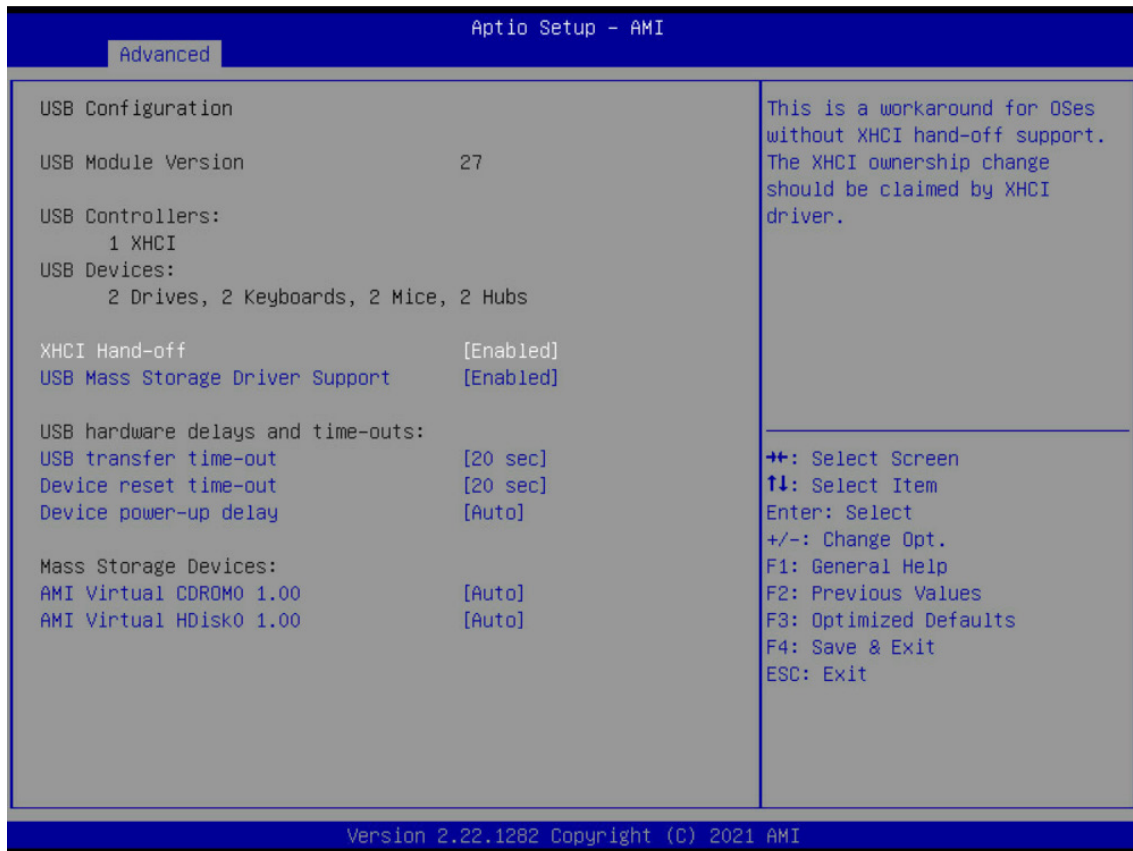 Aptio Setup – AMI
Advanced
USB Configuration
USB Module Version 27
USB Controllers:
1 XHCI
USB Devices:
2 Drives, 2 Keyboards, 2 Mice, 2 Hubs
XHCI Hand-off [Enabled]
USB Mass Storage Driver Support [Enabled]
USB hardware delays and time-outs:
USB transfer time-out [20 sec]
Device reset time-out [20 sec]
Device power-up delay [Auto]
Mass Storage Devices:
AMI Virtual CDROM0 1.00 [Auto]
AMI Virtual HDisk0 1.00 [Auto]
This is a workaround for OSes
without XHCI hand-off support.
The XHCI ownership change
should be claimed by XHCI
driver.
→←: Select Screen
↑↓: Select Item
Enter: Select
+/-: Change Opt.
F1: General Help
F2: Previous Values
F3: Optimized Defaults
F4: Save & Exit
ESC: Exit
Version 2.22.1282 Copyright (C) 2021 AMI